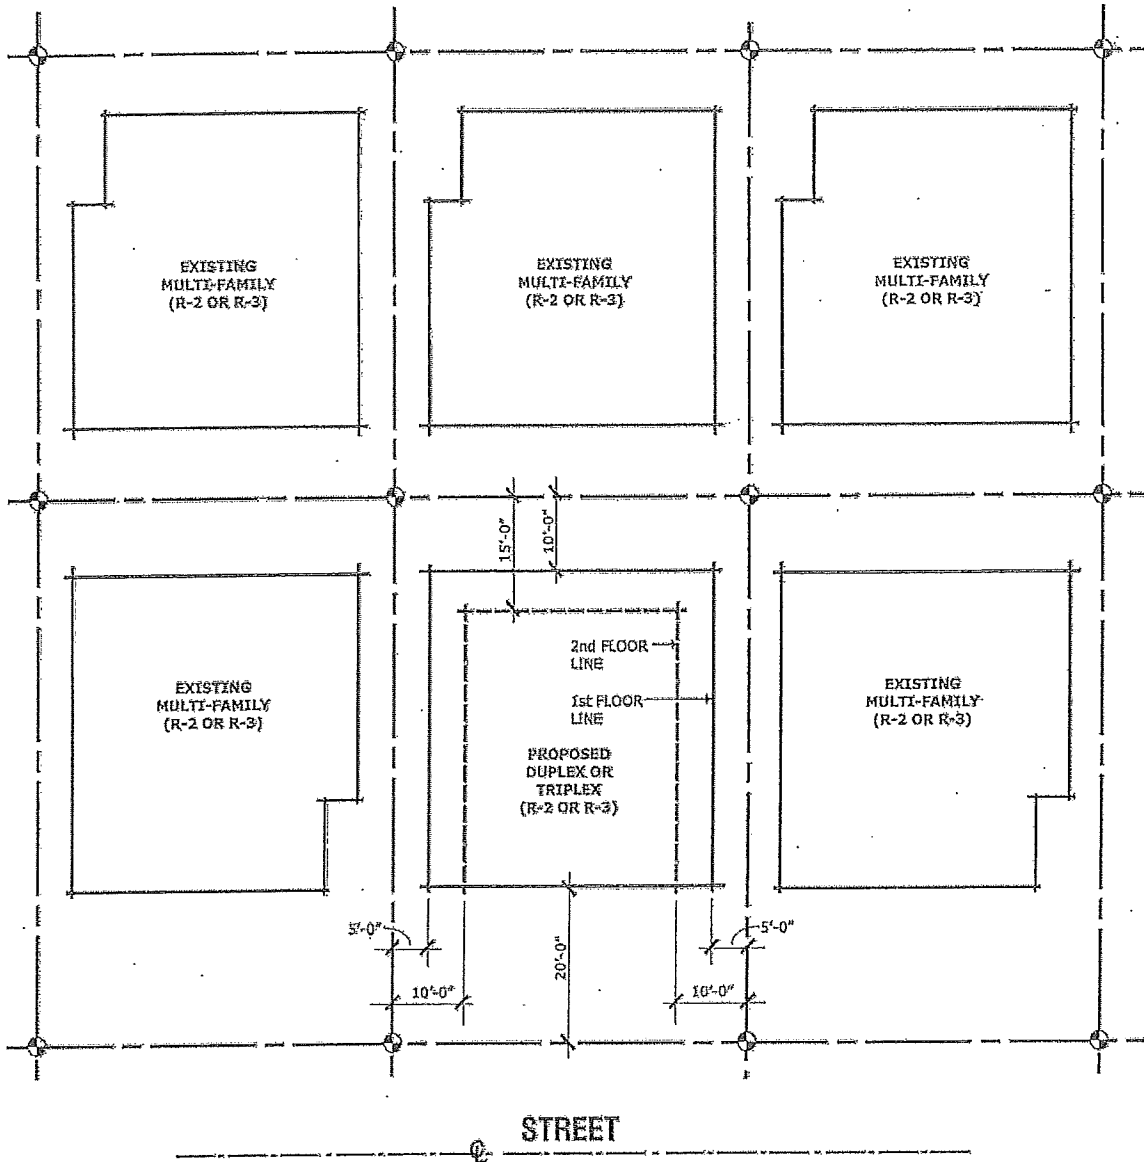 EXISTING
MULTI-FAMILY
(R-2 OR R-3)
EXISTING
MULTI-FAMILY
(R-2 OR R-3)
EXISTING
MULTI-FAMILY
(R-2 OR R-3)
15'-0"
10'-0"
EXISTING
MULTI-FAMILY
(R-2 OR R-3)
2nd FLOOR
LINE
1st FLOOR
LINE
PROPOSED
DUPLEX OR
TRIPLEX
(R-2 OR R-3)
EXISTING
MULTI-FAMILY
(R-2 OR R-3)
5'-0"
20'-0"
5'-0"
10'-0"
10'-0"
STREET
℄